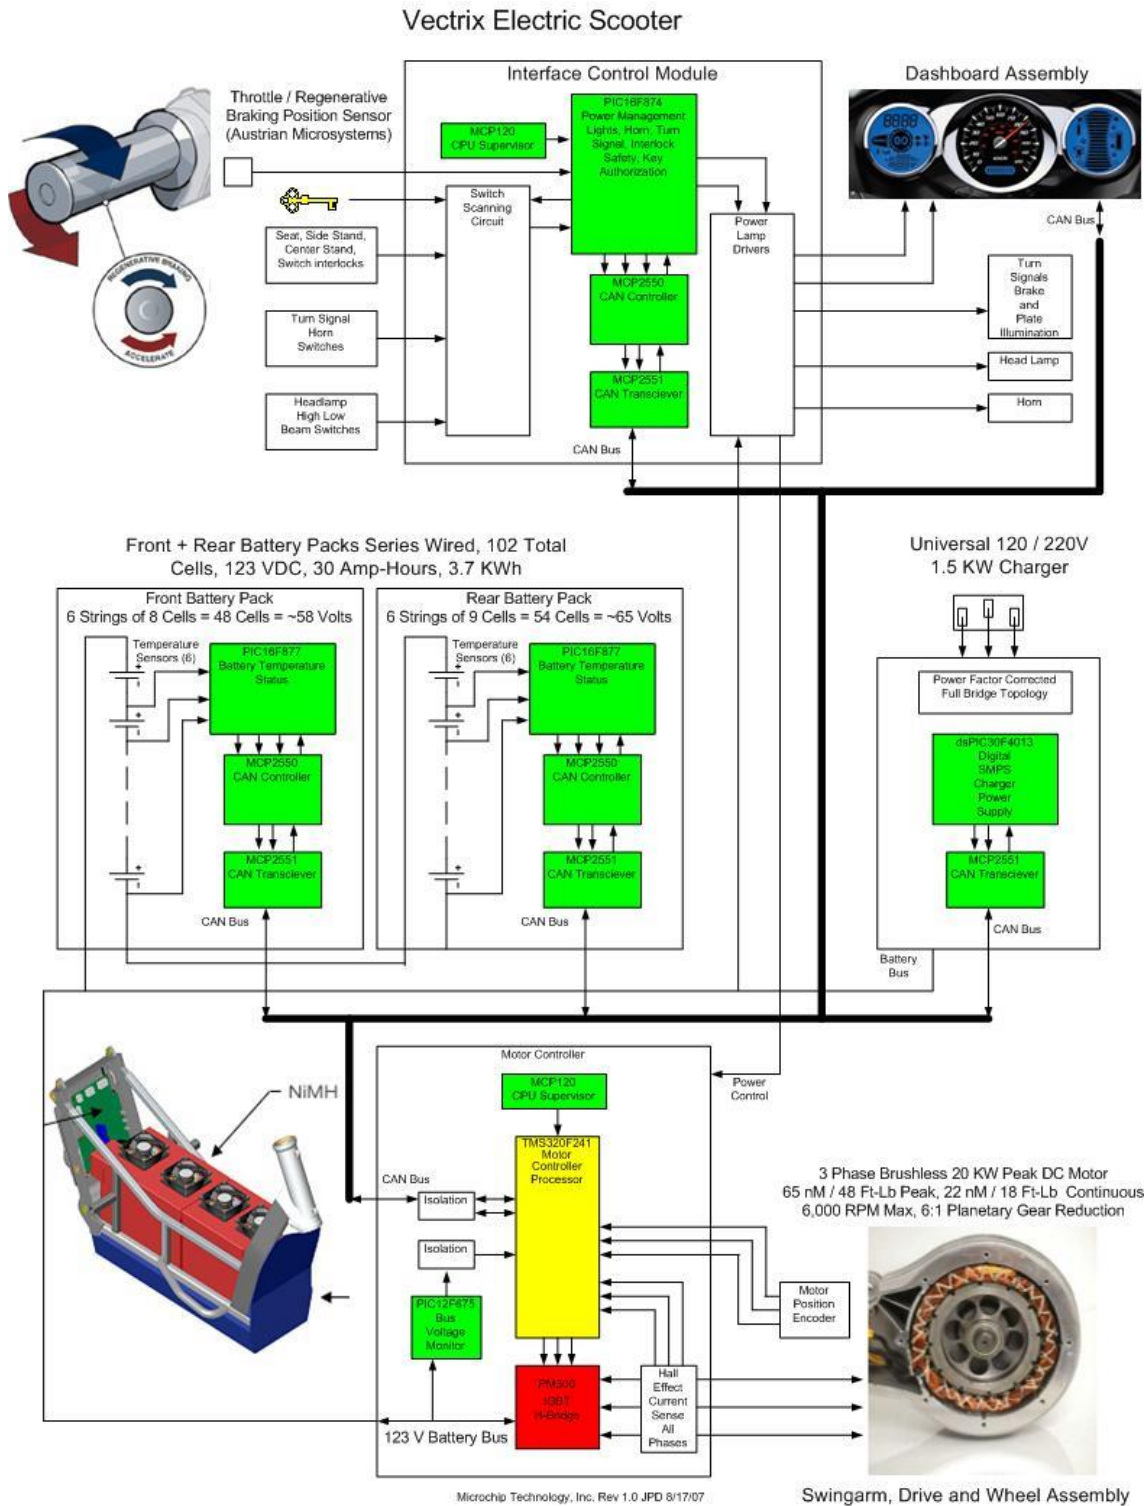 Vectrix Electric Scooter
Interface Control Module
Dashboard Assembly
Throttle / Regenerative
Braking Position Sensor
(Austrian Microsystems)
PIC16F874
Power Management
Lights, Horn, Turn
Signal, Interlock
Safety, Key
Authorization
MCP120
CPU Supervisor
Switch
Scanning
Circuit
Power
Lamp
Drivers
CAN Bus
Seat, Side Stand,
Center Stand,
Switch interlocks
REGENERATIVE BRAKING
ACCELERATE
Turn Signal
Horn
Switches
Headlamp
High Low
Beam Switches
MCP2550
CAN Controller
MCP2551
CAN Transciever
CAN Bus
Turn
Signals
Brake
and
Plate
Illumination
Head Lamp
Horn
Front + Rear Battery Packs Series Wired, 102 Total
Cells, 123 VDC, 30 Amp-Hours, 3.7 KWh
Universal 120 / 220V
1.5 KW Charger
Front Battery Pack
6 Strings of 8 Cells = 48 Cells = ~58 Volts
Temperature
Sensors (6)
PIC16F877
Battery Temperature
Status
MCP2550
CAN Controller
MCP2551
CAN Transciever
CAN Bus
Rear Battery Pack
6 Strings of 9 Cells = 54 Cells = ~65 Volts
Temperature
Sensors (6)
PIC16F877
Battery Temperature
Status
MCP2550
CAN Controller
MCP2551
CAN Transciever
CAN Bus
Power Factor Corrected
Full Bridge Topology
dsPIC30F4013
Digital
SMPS
Charger
Power
Supply
MCP2551
CAN Transciever
CAN Bus
Battery
Bus
NiMH
Motor Controller
MCP120
CPU Supervisor
Power
Control
TMS320F241
Motor
Controller
Processor
CAN Bus
Isolation
Isolation
PIC12F675
Bus
Voltage
Monitor
PM300
IGBT
H-Bridge
Hall
Effect
Current
Sense
All
Phases
Motor
Position
Encoder
123 V Battery Bus
3 Phase Brushless 20 KW Peak DC Motor
65 nM / 48 Ft-Lb Peak, 22 nM / 18 Ft-Lb Continuous
6,000 RPM Max, 6:1 Planetary Gear Reduction
Swingarm, Drive and Wheel Assembly
Microchip Technology, Inc. Rev 1.0 JPD 8/17/07